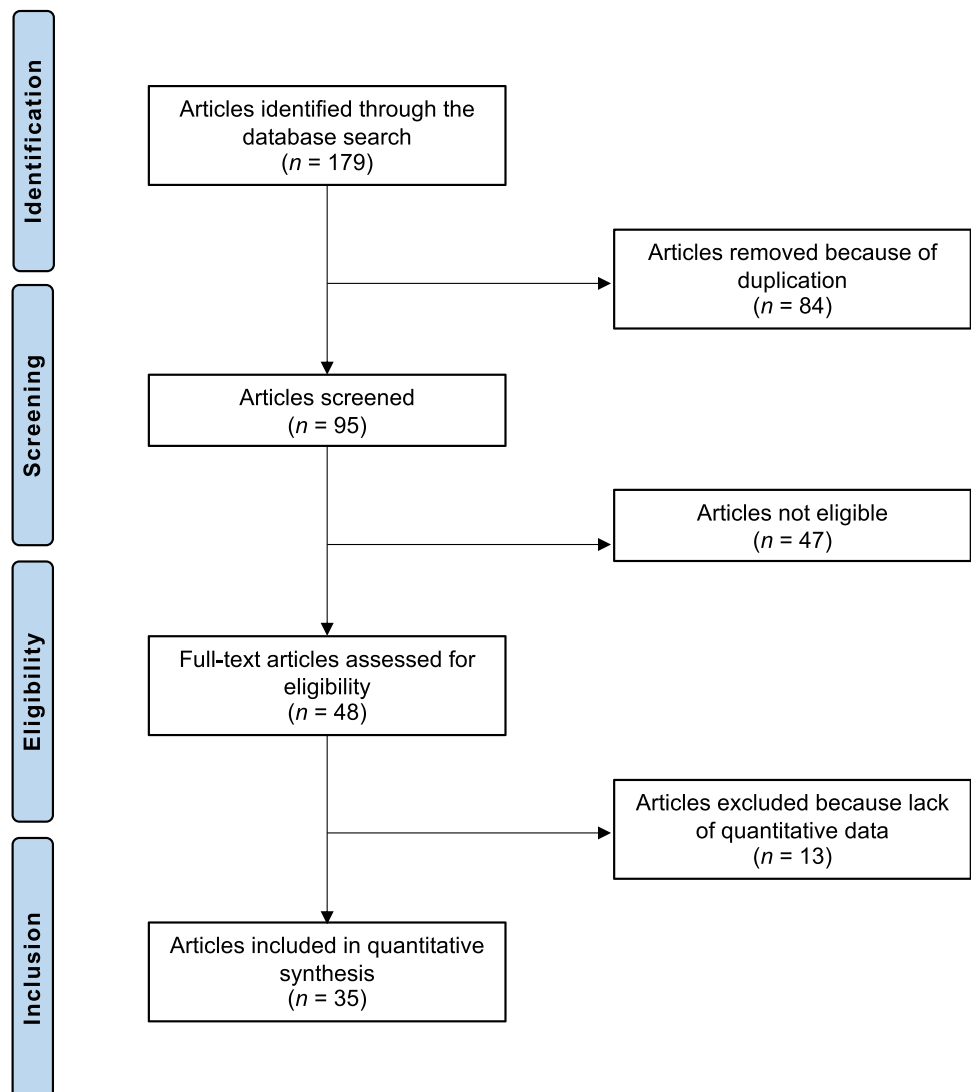 Identification
Articles identified through the
database search
(n = 179)
Articles removed because of
duplication
(n = 84)
Screening
Articles screened
(n = 95)
Articles not eligible
(n = 47)
Eligibility
Full-text articles assessed for
eligibility
(n = 48)
Articles excluded because lack
of quantitative data
(n = 13)
Inclusion
Articles included in quantitative
synthesis
(n = 35)